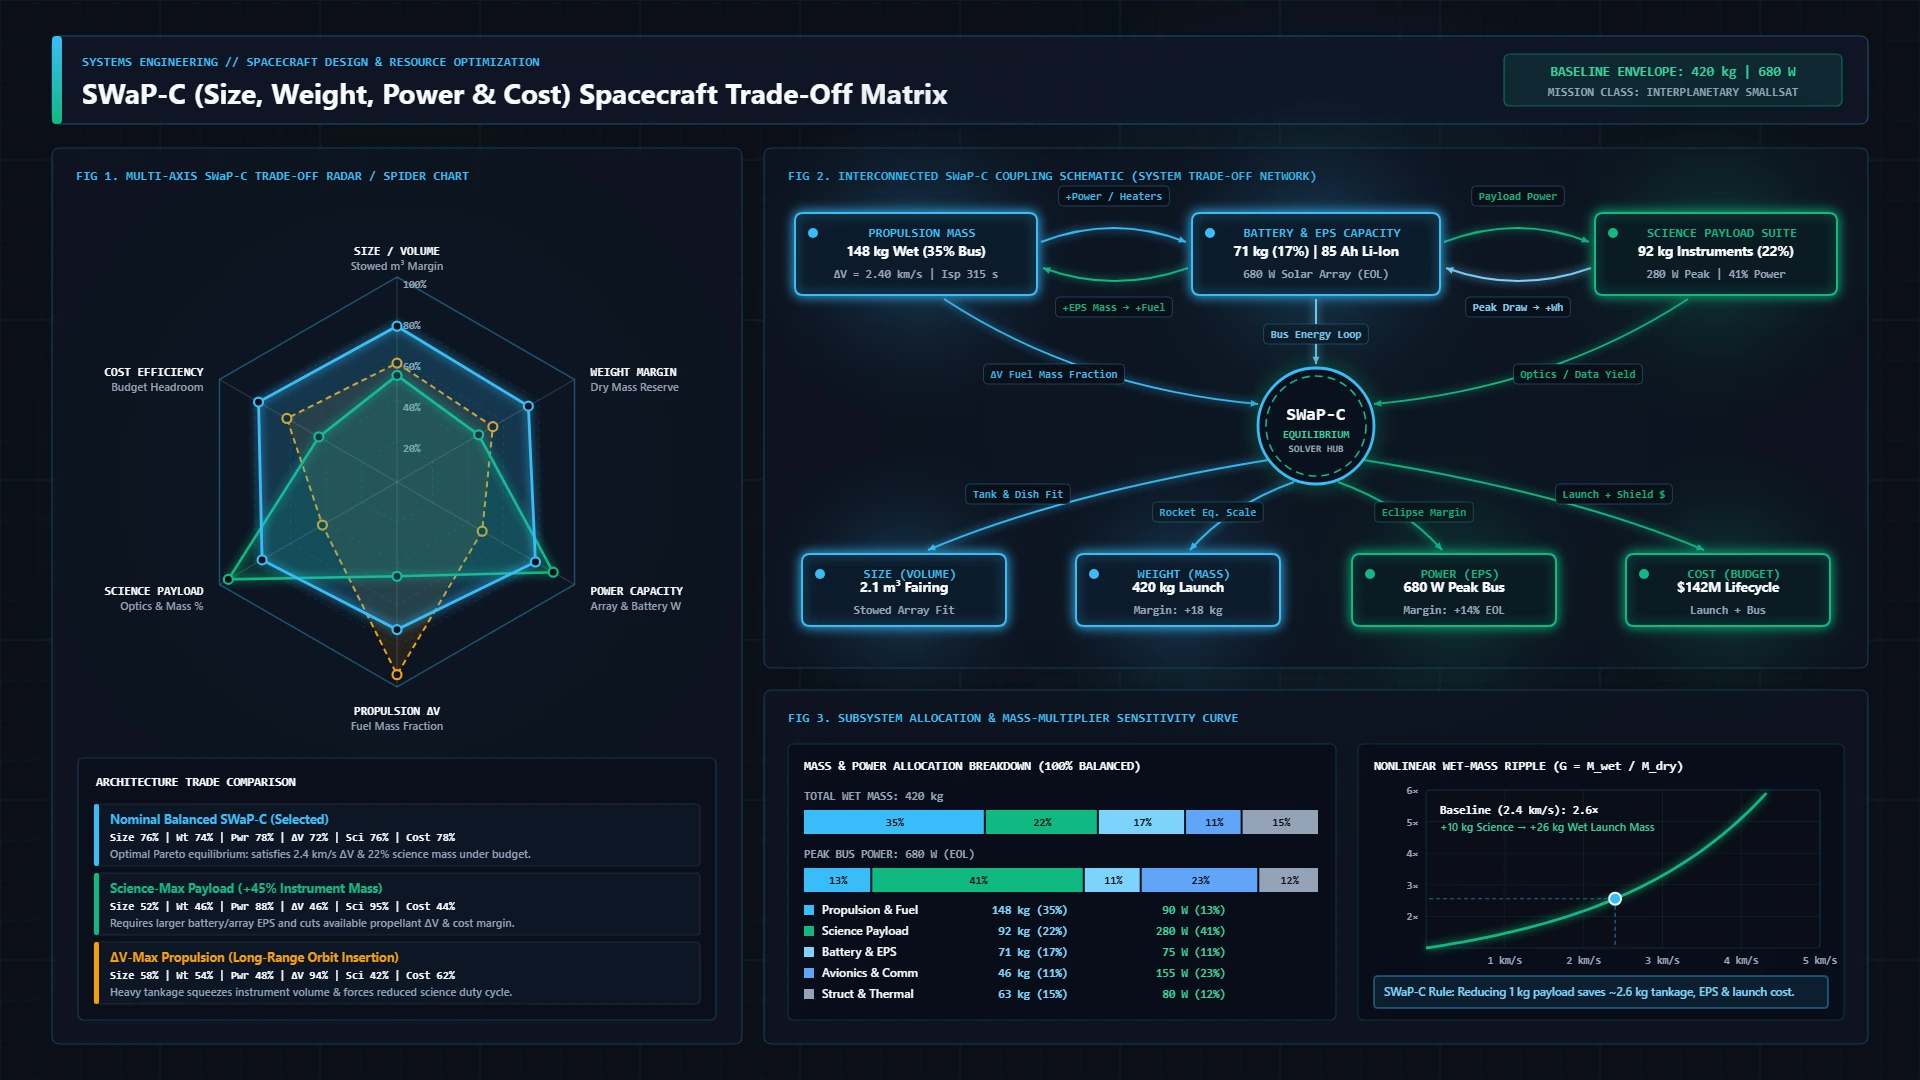 SYSTEMS ENGINEERING // SPACECRAFT DESIGN & RESOURCE OPTIMIZATION
SWaP-C (Size, Weight, Power & Cost) Spacecraft Trade-Off Matrix
BASELINE ENVELOPE: 420 kg | 680 W
MISSION CLASS: INTERPLANETARY SMALLSAT
FIG 1. MULTI-AXIS SWaP-C TRADE-OFF RADAR / SPIDER CHART
SIZE / VOLUME
Stowed m³ Margin
100%
80%
60%
40%
20%
COST EFFICIENCY
Budget Headroom
WEIGHT MARGIN
Dry Mass Reserve
SCIENCE PAYLOAD
Optics & Mass %
POWER CAPACITY
Array & Battery W
PROPULSION ΔV
Fuel Mass Fraction
ARCHITECTURE TRADE COMPARISON
Nominal Balanced SWaP-C (Selected)
Size 76% | Wt 74% | Pwr 78% | ΔV 72% | Sci 76% | Cost 78%
Optimal Pareto equilibrium: satisfies 2.4 km/s ΔV & 22% science mass under budget.
Science-Max Payload (+45% Instrument Mass)
Size 52% | Wt 46% | Pwr 88% | ΔV 46% | Sci 95% | Cost 44%
Requires larger battery/array EPS and cuts available propellant ΔV & cost margin.
ΔV-Max Propulsion (Long-Range Orbit Insertion)
Size 58% | Wt 54% | Pwr 48% | ΔV 94% | Sci 42% | Cost 62%
Heavy tankage squeezes instrument volume & forces reduced science duty cycle.
FIG 2. INTERCONNECTED SWaP-C COUPLING SCHEMATIC (SYSTEM TRADE-OFF NETWORK)
+Power / Heaters
Payload Power
PROPULSION MASS
148 kg Wet (35% Bus)
ΔV = 2.40 km/s | Isp 315 s
BATTERY & EPS CAPACITY
71 kg (17%) | 85 Ah Li-Ion
680 W Solar Array (EOL)
SCIENCE PAYLOAD SUITE
92 kg Instruments (22%)
280 W Peak | 41% Power
+EPS Mass → +Fuel
Peak Draw → +Wh
Bus Energy Loop
ΔV Fuel Mass Fraction
Optics / Data Yield
SWaP-C
EQUILIBRIUM
SOLVER HUB
Tank & Dish Fit
Rocket Eq. Scale
Eclipse Margin
Launch + Shield $
SIZE (VOLUME)
2.1 m³ Fairing
Stowed Array Fit
WEIGHT (MASS)
420 kg Launch
Margin: +18 kg
POWER (EPS)
680 W Peak Bus
Margin: +14% EOL
COST (BUDGET)
$142M Lifecycle
Launch + Bus
FIG 3. SUBSYSTEM ALLOCATION & MASS-MULTIPLIER SENSITIVITY CURVE
MASS & POWER ALLOCATION BREAKDOWN (100% BALANCED)
TOTAL WET MASS: 420 kg
35% 22% 17% 11% 15%
PEAK BUS POWER: 680 W (EOL)
13% 41% 11% 23% 12%
Propulsion & Fuel 148 kg (35%) 90 W (13%)
Science Payload 92 kg (22%) 280 W (41%)
Battery & EPS 71 kg (17%) 75 W (11%)
Avionics & Comm 46 kg (11%) 155 W (23%)
Struct & Thermal 63 kg (15%) 80 W (12%)
NONLINEAR WET-MASS RIPPLE (G = M_wet / M_dry)
6×
5×
4×
3×
2×
Baseline (2.4 km/s): 2.6×
+10 kg Science → +26 kg Wet Launch Mass
1 km/s 2 km/s 3 km/s 4 km/s 5 km/s
SWaP-C Rule: Reducing 1 kg payload saves ~2.6 kg tankage, EPS & launch cost.